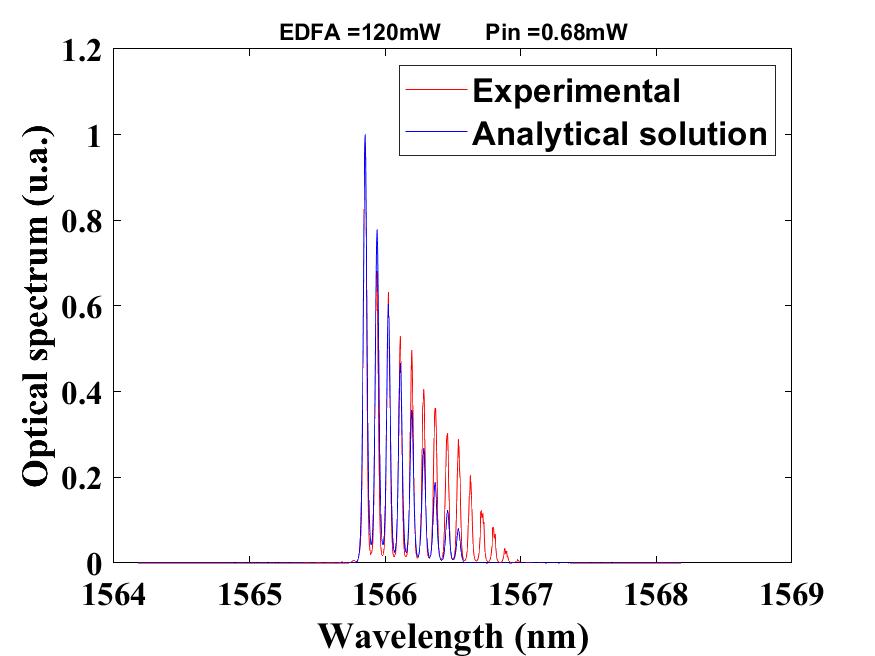 EDFA =120mW Pin =0.68mW
1.2
Experimental
Analytical solution
1
0.8
0.6
0.4
0.2
0
Optical spectrum (u.a.)
1564 1565 1566 1567 1568 1569
Wavelength (nm)